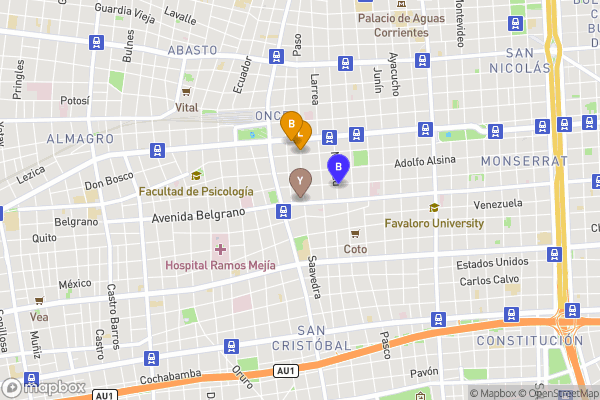 Guardia Vieja
Bulnes
Pringles
ABASTO
Paso
Ecuador
Palacio de Aguas
Corrientes
Montevideo
Junín
Ayacucho
SAN
NICOLÁS
Larrea
Potosí
Vital
ONCE
B
L
ALMAGRO
Lezica
Don Bosco
Facultad de Psicología
Adolfo Alsina
MONSERRAT
B
Y
Venezuela
Belgrano
Avenida Belgrano
Favaloro University
Quito
Coto
Hospital Ramos Mejía
Estados Unidos
Saavedra
Carlos Calvo
México
Castro Barros
Vea
Muñiz
Castro
SAN
CRISTÓBAL
Pasco
CONSTITUCIÓN
Cochabamba
Oruro
AU1
AU1
Pavón
mapbox
© Mapbox © OpenStreetMap